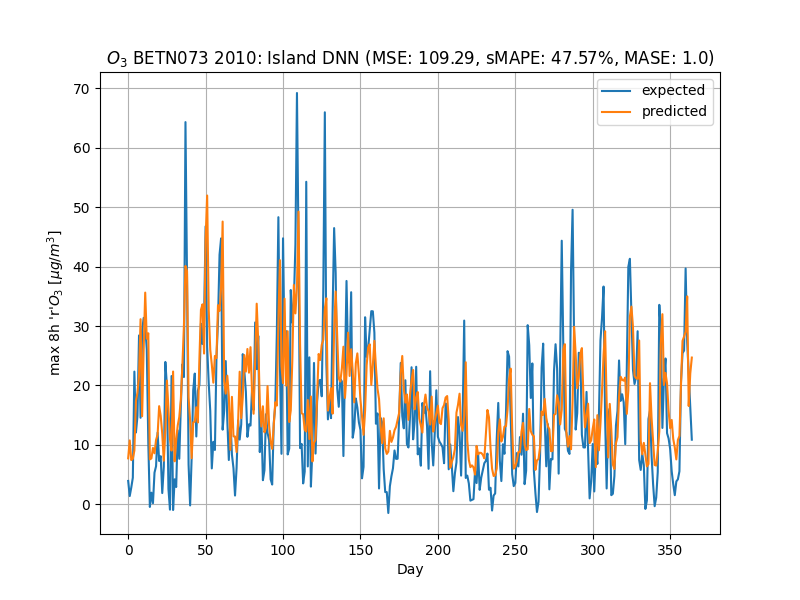 O₃ BETN073 2010: Island DNN (MSE: 109.29, sMAPE: 47.57%, MASE: 1.0)
expected
predicted
70
60
50
40
30
20
10
0
max 8h 'r'O₃ [μg/m³]
0 50 100 150 200 250 300 350
Day